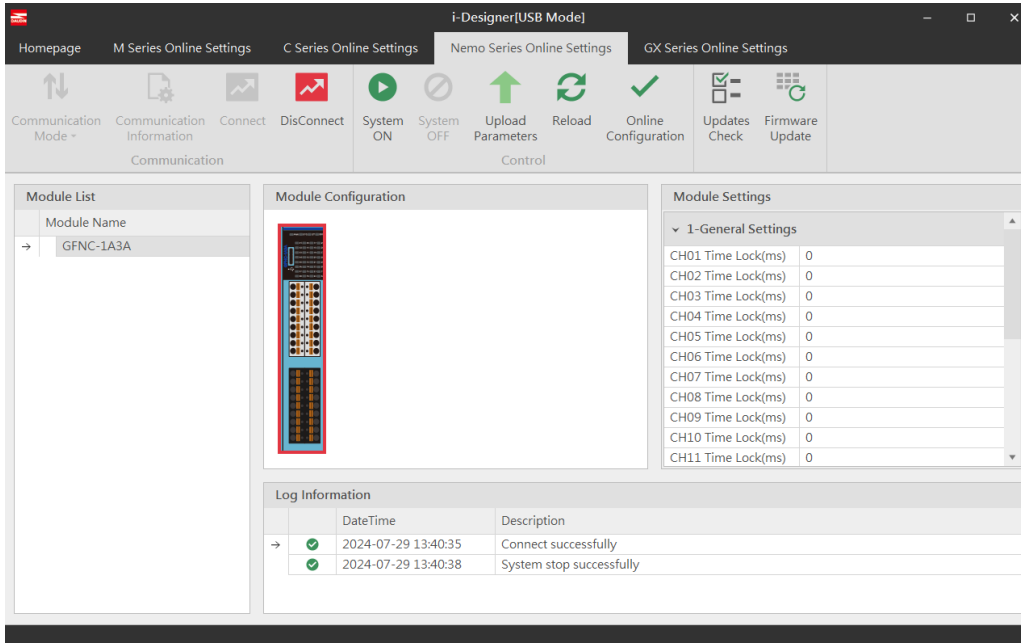 i-Designer[USB Mode]
Homepage M Series Online Settings C Series Online Settings Nemo Series Online Settings GX Series Online Settings
Communication Mode Communication Information Connect DisConnect System ON System OFF Upload Parameters Reload Online Configuration Updates Check Firmware Update
Communication Control
Module List
Module Name
GFNC-1A3A
Module Configuration
Module Settings
1-General Settings
CH01 Time Lock(ms) 0
CH02 Time Lock(ms) 0
CH03 Time Lock(ms) 0
CH04 Time Lock(ms) 0
CH05 Time Lock(ms) 0
CH06 Time Lock(ms) 0
CH07 Time Lock(ms) 0
CH08 Time Lock(ms) 0
CH09 Time Lock(ms) 0
CH10 Time Lock(ms) 0
CH11 Time Lock(ms) 0
Log Information
DateTime Description
2024-07-29 13:40:35 Connect successfully
2024-07-29 13:40:38 System stop successfully